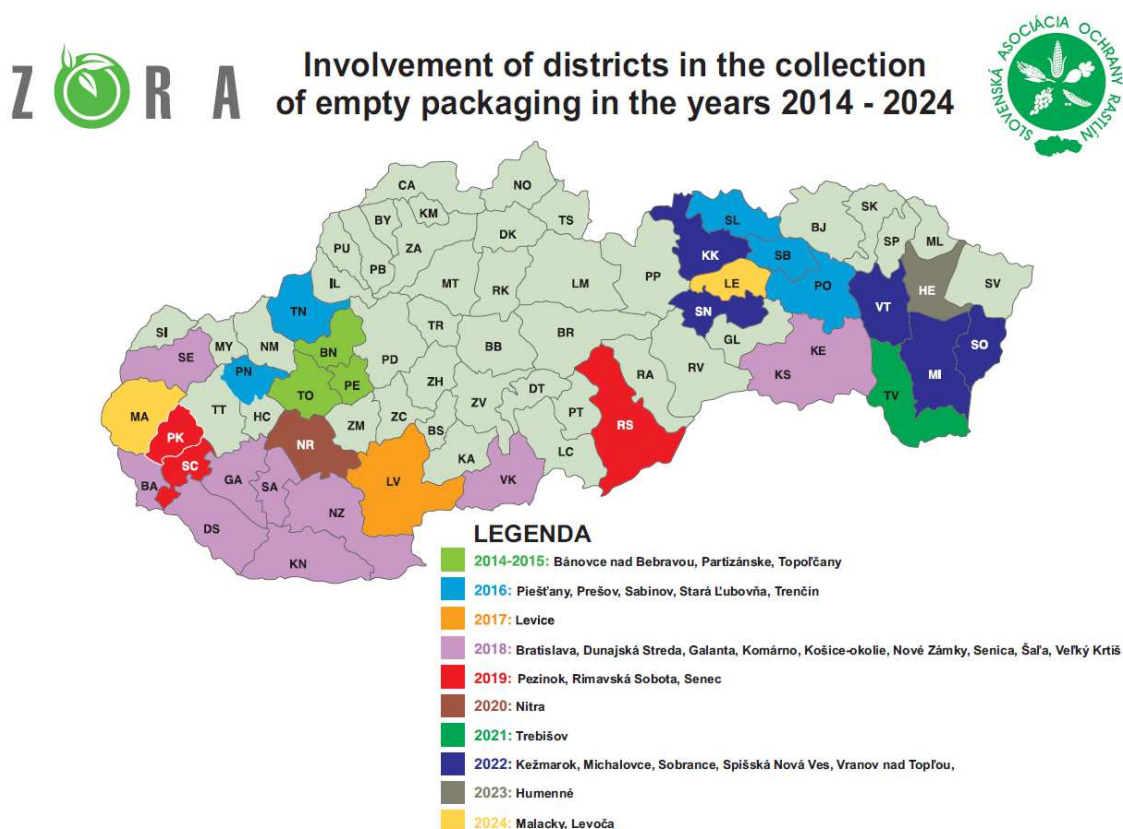 ZORA
Involvement of districts in the collection
of empty packaging in the years 2014 - 2024
SLOVENSKÁ ASOCIÁCIA OCHRANY RASTLÍN
CA
NO
BY
KM
TS
PU
ZA
DK
PB
IL
MT
RK
LM
PP
KK
SL
SB
BJ
SK
SP
ML
HE
SV
LE
PO
VT
SN
SO
TN
SI
MY
NM
BN
TR
BR
GL
KE
MI
SE
PN
PD
BB
RV
KS
TV
PE
TO
ZH
DT
RA
MA
TT
HC
ZM
ZC
ZV
PT
PK
NR
BS
RS
SC
KA
LC
BA
GA
SA
LV
VK
NZ
DS
KN
LEGENDA
2014-2015: Bánovce nad Bebravou, Partizánske, Topoľčany
2016: Piešťany, Prešov, Sabinov, Stará Ľubovňa, Trenčín
2017: Levice
2018: Bratislava, Dunajská Streda, Galanta, Komárno, Košice-okolie, Nové Zámky, Senica, Šaľa, Veľký Krtíš
2019: Pezinok, Rimavská Sobota, Senec
2020: Nitra
2021: Trebišov
2022: Kežmarok, Michalovce, Sobrance, Spišská Nová Ves, Vranov nad Topľou,
2023: Humenné
2024: Malacky, Levoča